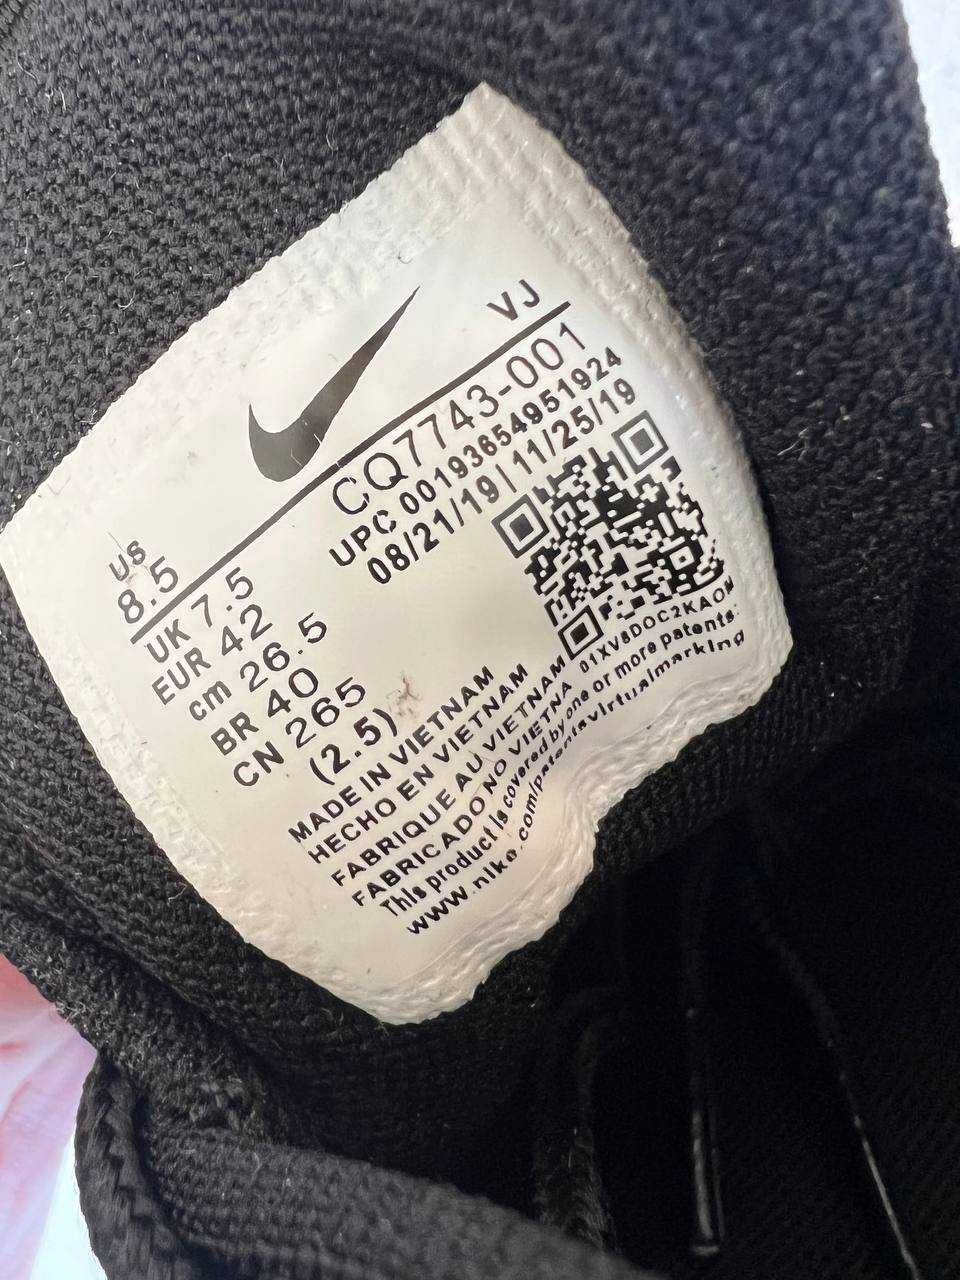 VJ
US
8.5
CQ7743-001
UPC 00193654951924
08/21/19 | 11/25/19
UK 7.5
EUR 42
cm 26.5
BR 40
CN 265
(2.5)
MADE IN VIETNAM
HECHO EN VIETNAM
FABRIQUE AU VIETNAM
FABRICADO NO VIETNA
This product is covered by one or more patents:
www.nike.com/patentsvirtualmarking